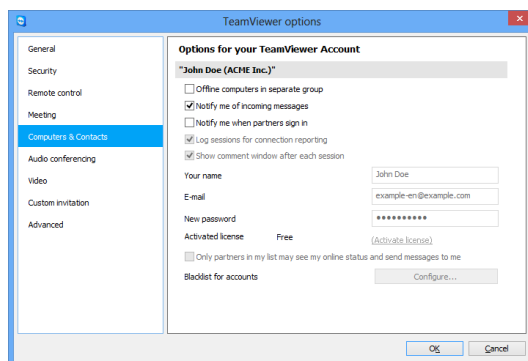 TeamViewer options
General
Security
Remote control
Meeting
Computers & Contacts
Audio conferencing
Video
Custom invitation
Advanced
Options for your TeamViewer Account
"John Doe (ACME Inc.)"
Offline computers in separate group
Notify me of incoming messages
Notify me when partners sign in
Log sessions for connection reporting
Show comment window after each session
Your name John Doe
E-mail example-en@example.com
New password ●●●●●●●●●●
Activated license Free (Activate license)
Only partners in my list may see my online status and send messages to me
Blacklist for accounts Configure...
OK Cancel